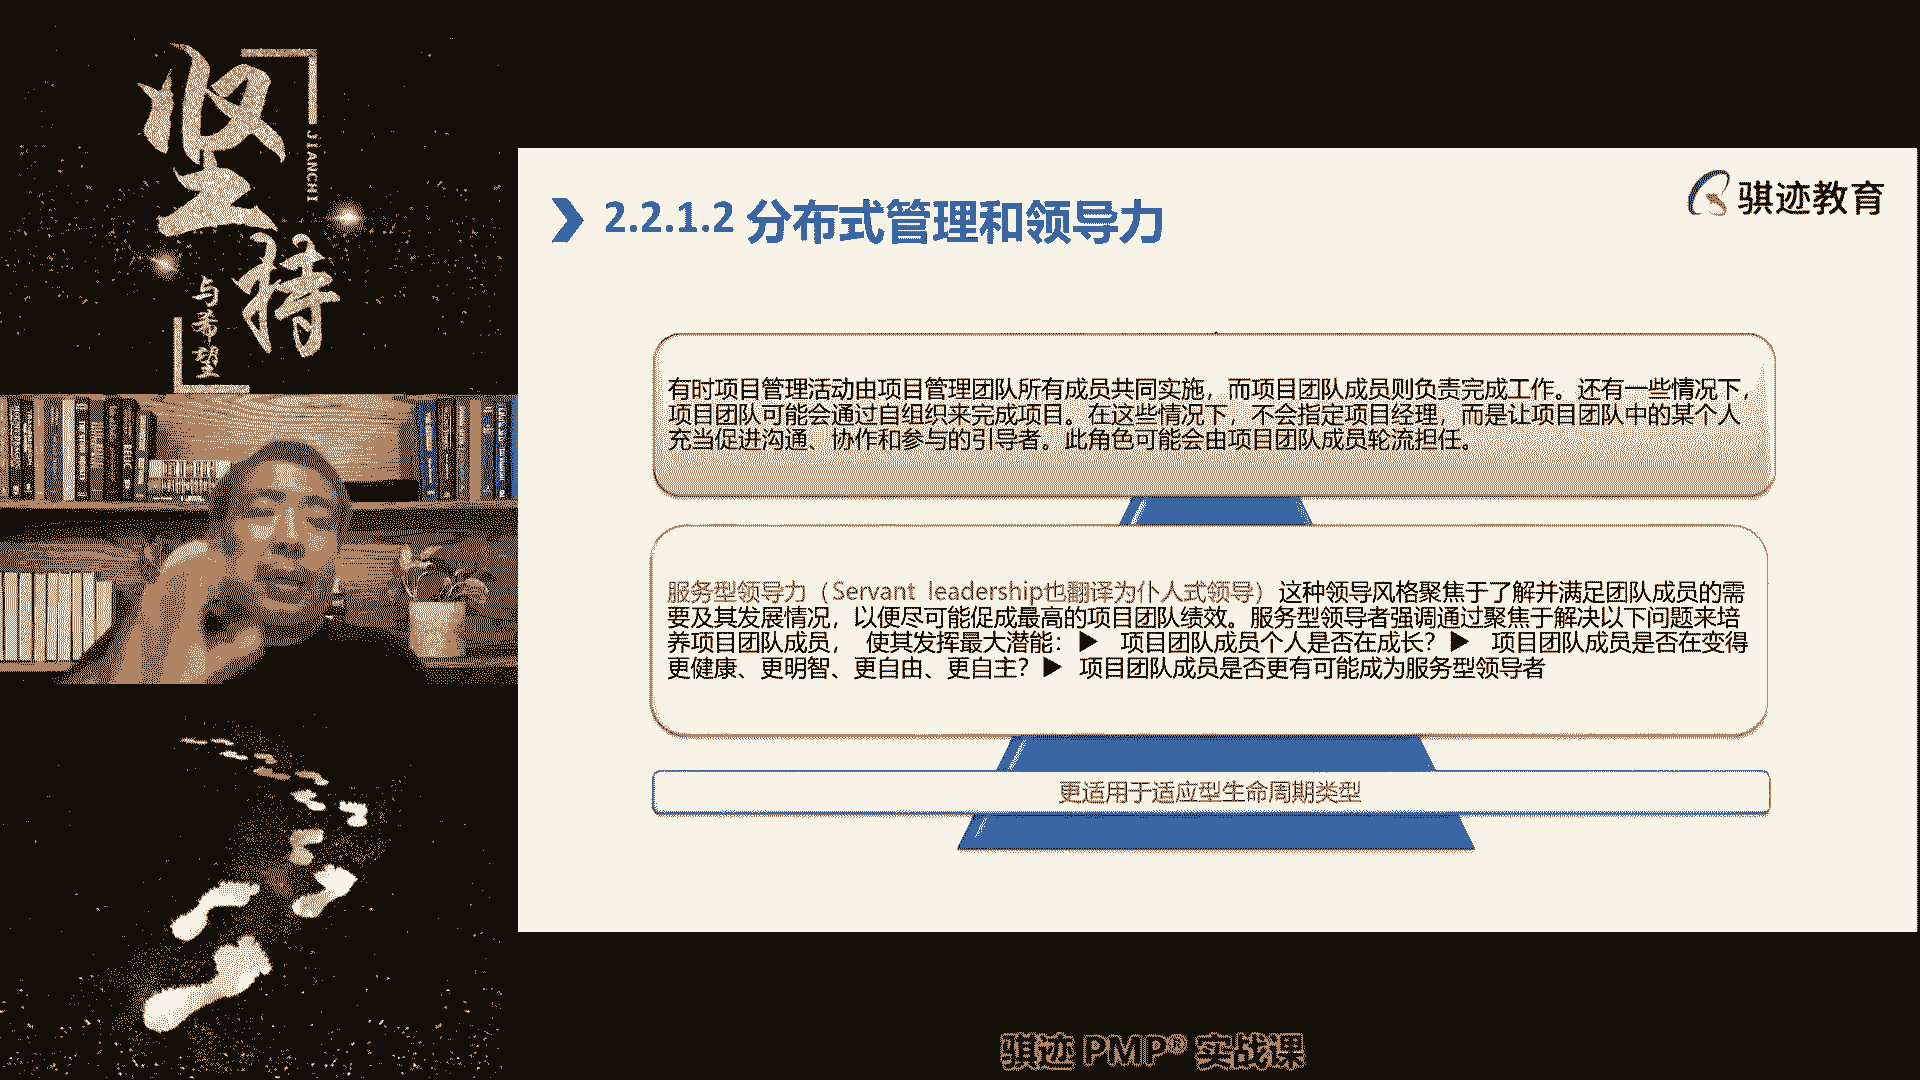 坚持
JIANCHI
与希望
骐迹教育
2.2.1.2 分布式管理和领导力
有时项目管理活动由项目管理团队所有成员共同实施，而项目团队成员则负责完成工作。还有一些情况下，
项目团队可能会通过自组织来完成项目。在这些情况下，不会指定项目经理，而是让项目团队中的某个人
充当促进沟通、协作和参与的引导者。此角色可能会由项目团队成员轮流担任。
服务型领导力（Servant leadership也翻译为仆人式领导）这种领导风格聚焦于了解并满足团队成员的需
要及其发展情况，以便尽可能促成最高的项目团队绩效。服务型领导者强调通过聚焦于解决以下问题来培
养项目团队成员， 使其发挥最大潜能：▶ 项目团队成员个人是否在成长？▶ 项目团队成员是否在变得
更健康、更明智、更自由、更自主？▶ 项目团队成员是否更有可能成为服务型领导者
更适用于适应型生命周期类型
骐迹 PMP® 实战课